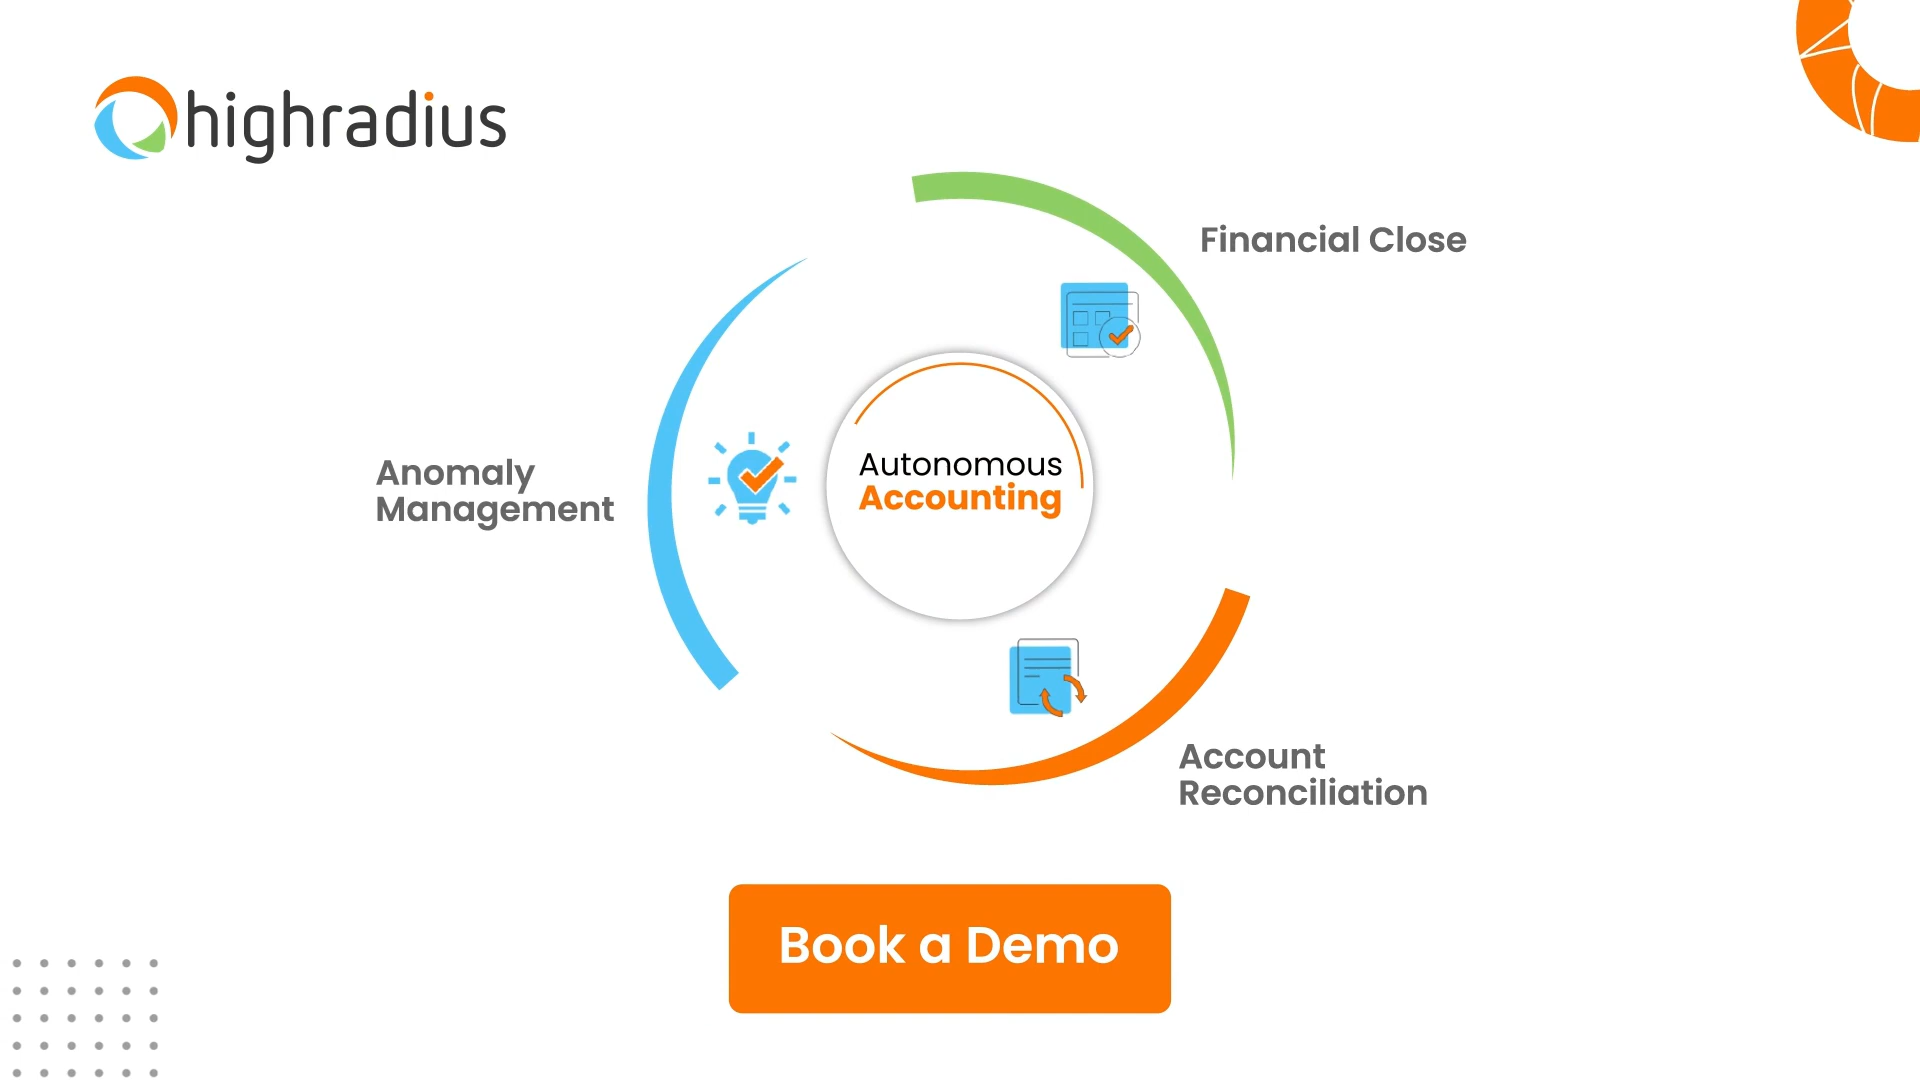 highradius
Financial Close
Anomaly
Management
Autonomous
Accounting
Account
Reconciliation
Book a Demo